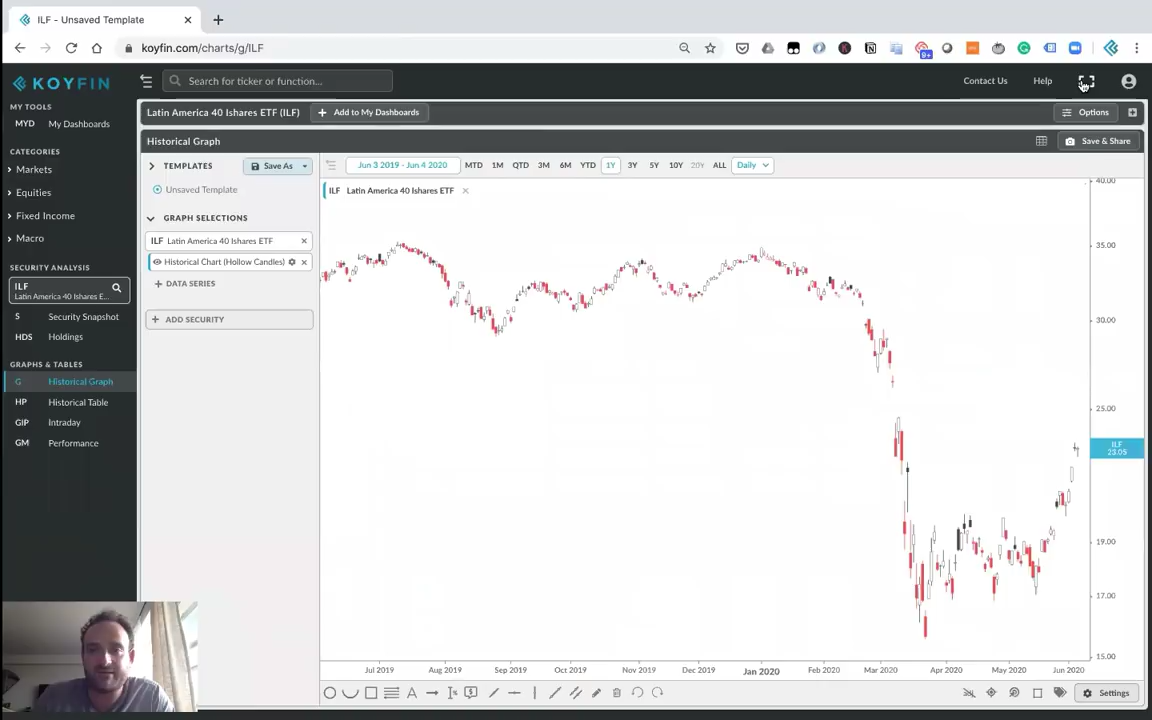 ILF - Unsaved Template
koyfin.com/charts/g/ILF
9+
KOYFIN
Search for ticker or function...
Contact Us
Help
MY TOOLS
MYD My Dashboards
CATEGORIES
Markets
Equities
Fixed Income
Macro
SECURITY ANALYSIS
ILF
Latin America 40 Ishares E...
S Security Snapshot
HDS Holdings
GRAPHS & TABLES
G Historical Graph
HP Historical Table
GIP Intraday
GM Performance
Latin America 40 Ishares ETF (ILF)
Add to My Dashboards
Options
Historical Graph
Save & Share
TEMPLATES
Save As
Unsaved Template
GRAPH SELECTIONS
ILF Latin America 40 Ishares ETF
Historical Chart (Hollow Candles)
DATA SERIES
ADD SECURITY
Jun 3 2019 - Jun 4 2020 MTD 1M QTD 3M 6M YTD 1Y 3Y 5Y 10Y 20Y ALL Daily
ILF Latin America 40 Ishares ETF
40.00
35.00
30.00
25.00
ILF
23.05
19.00
17.00
15.00
Jul 2019 Aug 2019 Sep 2019 Oct 2019 Nov 2019 Dec 2019 Jan 2020 Feb 2020 Mar 2020 Apr 2020 May 2020 Jun 2020
Settings